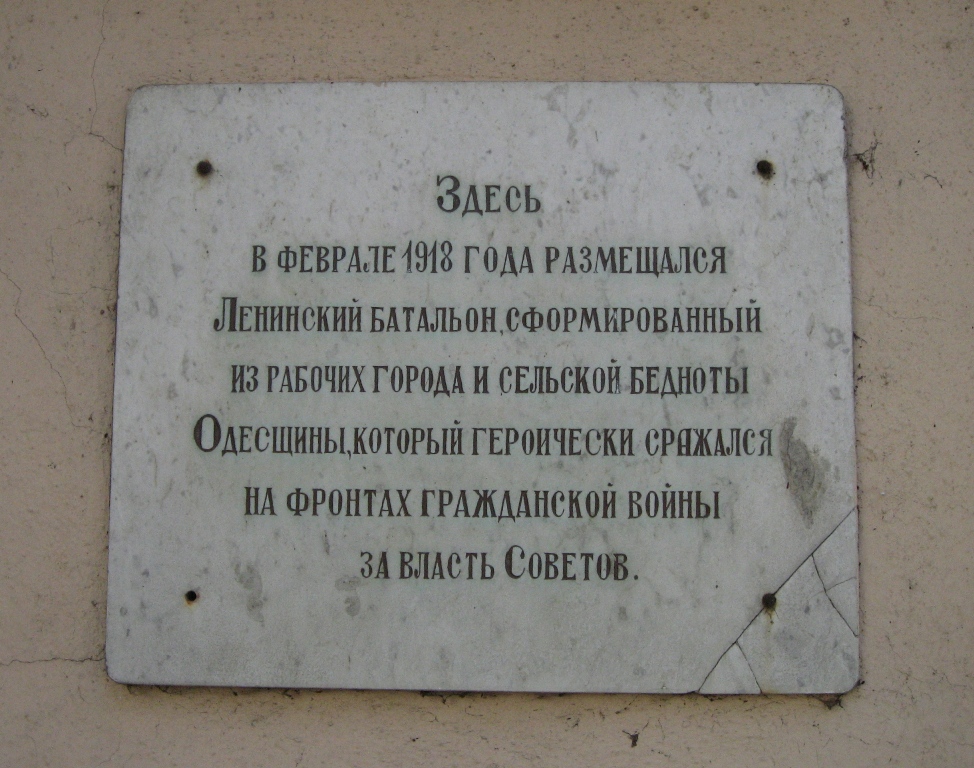 Здесь
в феврале 1918 года размещался
Ленинский батальон, сформированный
из рабочих города и сельской бедноты
Одесщины, который героически сражался
на фронтах гражданской войны
за власть Советов.